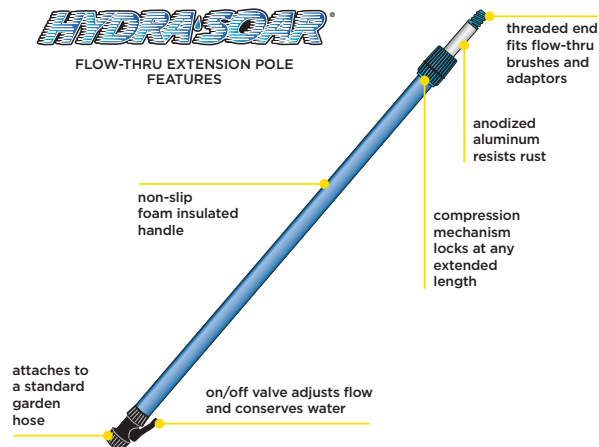 HYDRA-SOAR®
FLOW-THRU EXTENSION POLE
FEATURES
threaded end
fits flow-thru
brushes and
adaptors
anodized
aluminum
resists rust
non-slip
foam insulated
handle
compression
mechanism
locks at any
extended
length
attaches to
a standard
garden
hose
on/off valve adjusts flow
and conserves water